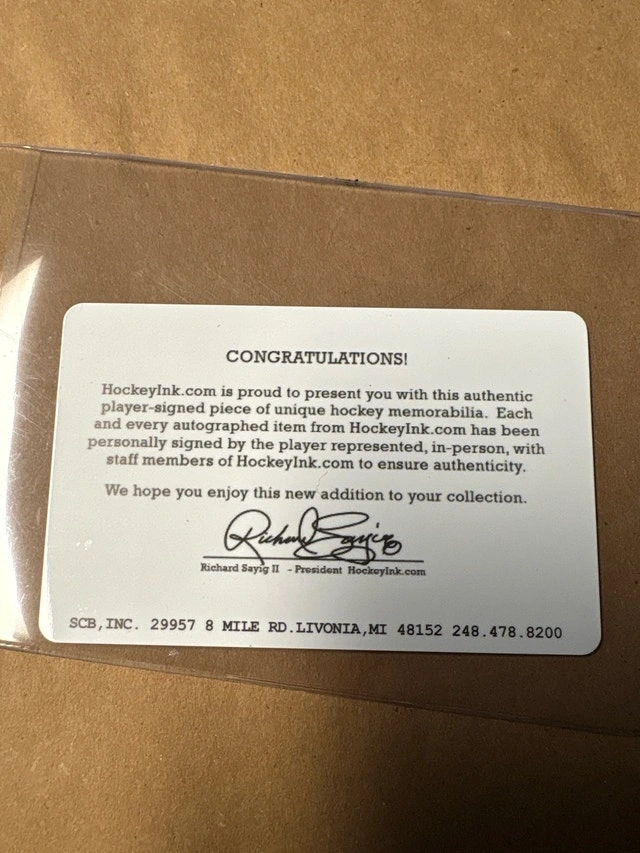 CONGRATULATIONS!
HockeyInk.com is proud to present you with this authentic
player-signed piece of unique hockey memorabilia. Each
and every autographed item from HockeyInk.com has been
personally signed by the player represented, in-person, with
staff members of HockeyInk.com to ensure authenticity.
We hope you enjoy this new addition to your collection.
Richard Sayig
Richard Sayig II - President HockeyInk.com
SCB, INC. 29957 8 MILE RD.LIVONIA,MI 48152 248.478.8200